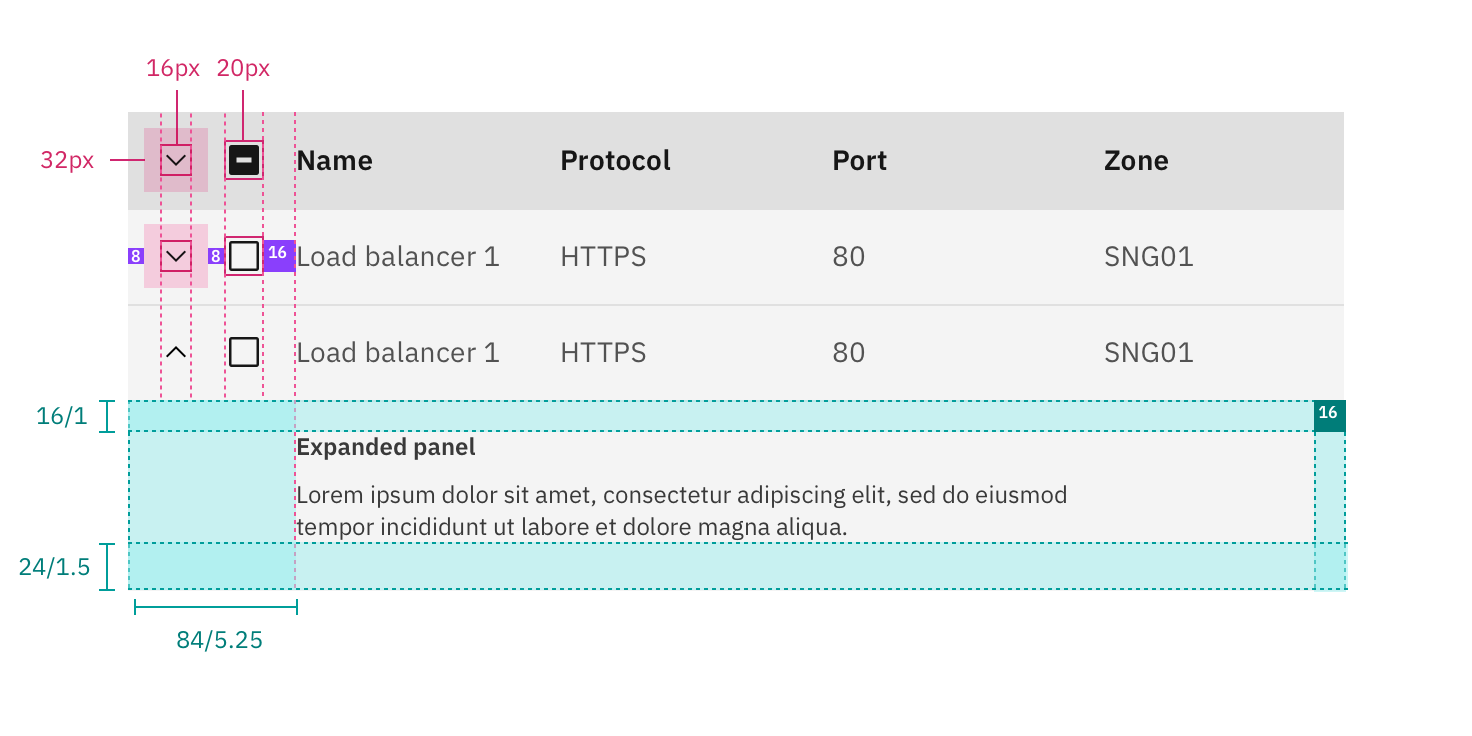 16px 20px
32px Name Protocol Port Zone
8 8 16 Load balancer 1 HTTPS 80 SNG01
Load balancer 1 HTTPS 80 SNG01
16/1 16
Expanded panel
Lorem ipsum dolor sit amet, consectetur adipiscing elit, sed do eiusmod
tempor incididunt ut labore et dolore magna aliqua.
24/1.5
84/5.25